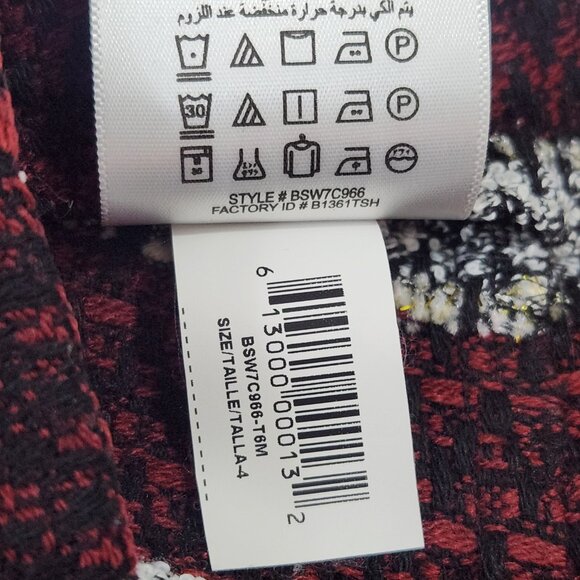 يتم الكي بدرجة حرارة منخفضة عند اللزوم
P
30
P
STYLE # BSW7C966
FACTORY ID # B1361TSH
6 13000 00013 2
BSW7C966-T6M
SIZE/TAILLE/TALLA-4